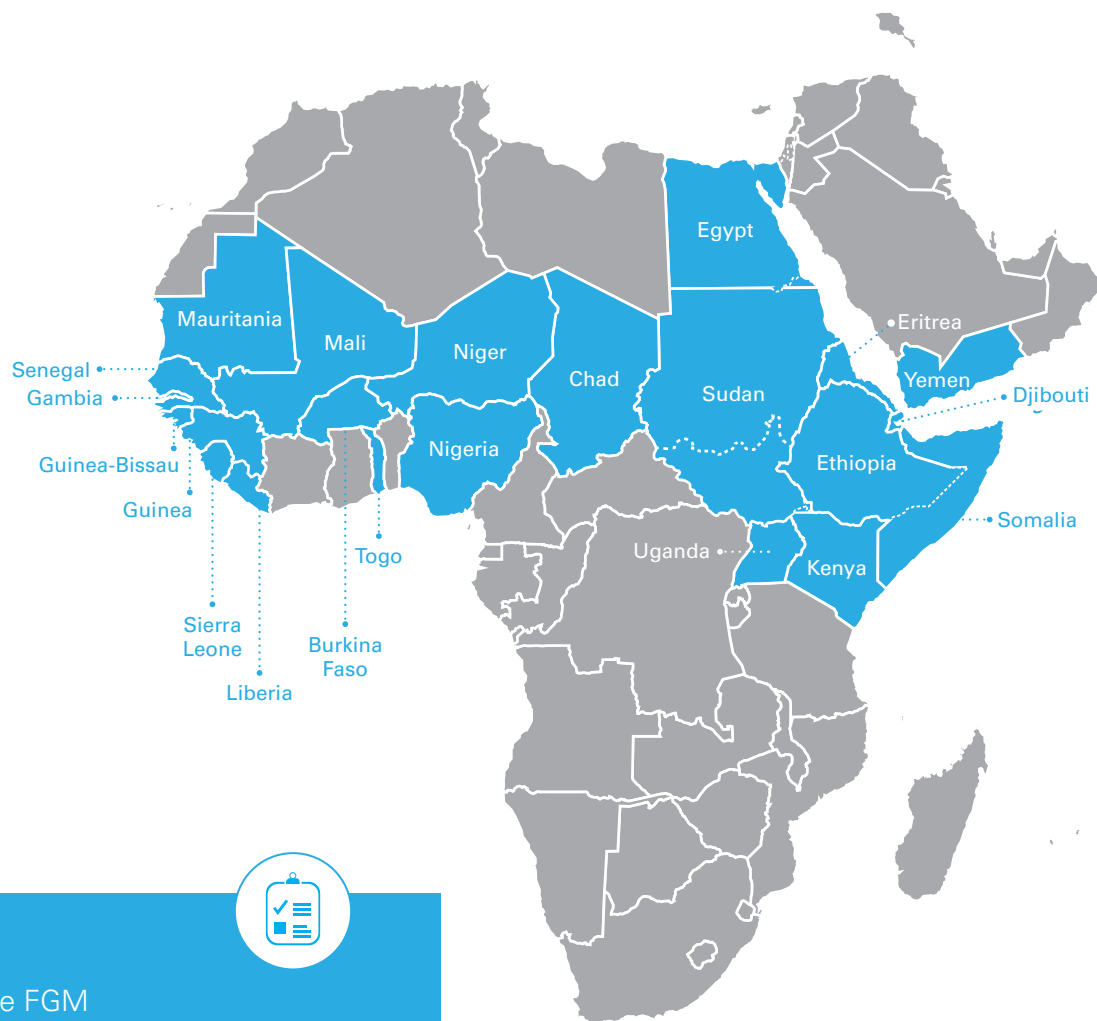 Egypt
Mauritania
Mali
Niger
Eritrea
Senegal
Chad
Yemen
Gambia
Sudan
Djibouti
Nigeria
Guinea-Bissau
Ethiopia
Guinea
Somalia
Togo
Uganda
Kenya
Sierra
Leone
Burkina
Faso
Liberia
e FGM